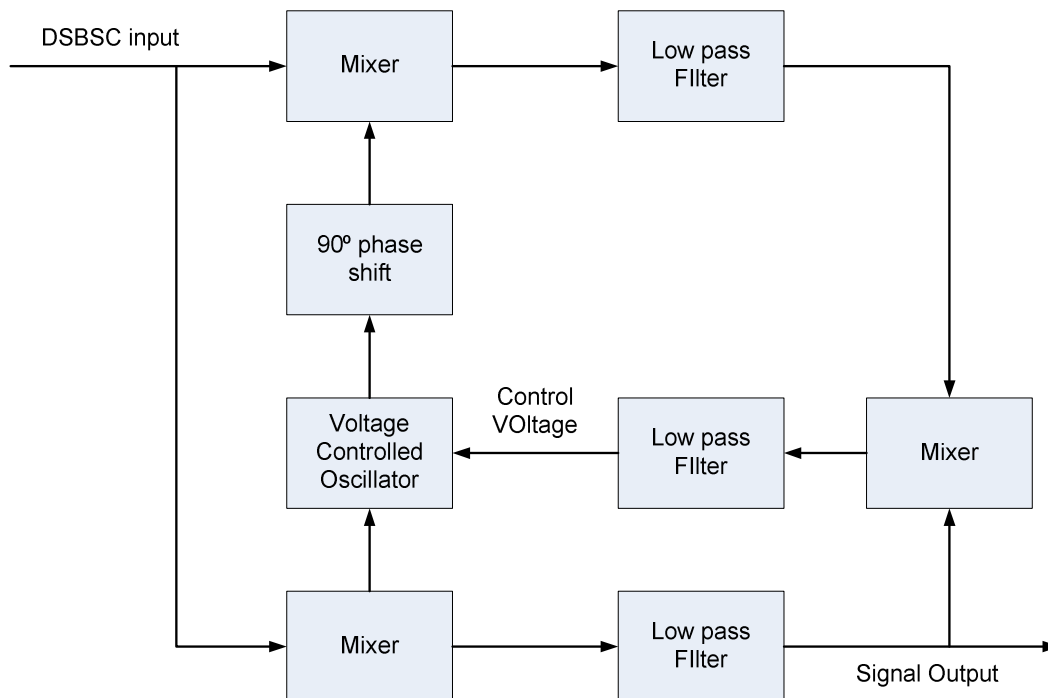 DSBSC input
Mixer
Low pass
FIlter
90º phase
shift
Control
VOltage
Voltage
Controlled
Oscillator
Low pass
FIlter
Mixer
Mixer
Low pass
FIlter
Signal Output